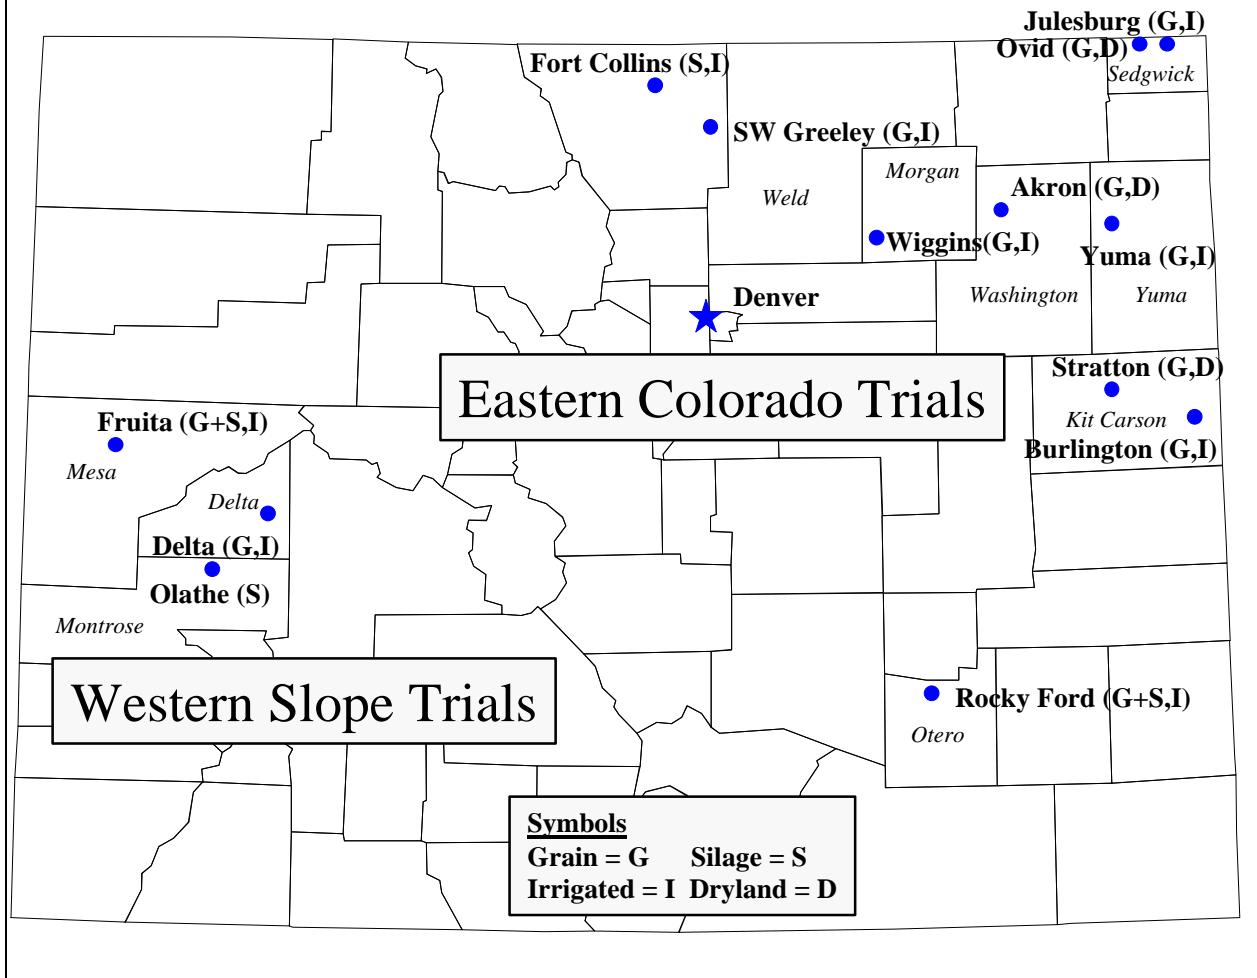 Julesburg (G,I)
Ovid (G,D)
Sedgwick
Fort Collins (S,I)
SW Greeley (G,I)
Morgan
Weld
Akron (G,D)
Wiggins(G,I)
Yuma (G,I)
Washington
Yuma
Denver
Eastern Colorado Trials
Stratton (G,D)
Kit Carson
Burlington (G,I)
Fruita (G+S,I)
Mesa
Delta
Delta (G,I)
Olathe (S)
Montrose
Western Slope Trials
Rocky Ford (G+S,I)
Otero
Symbols
Grain = G Silage = S
Irrigated = I Dryland = D